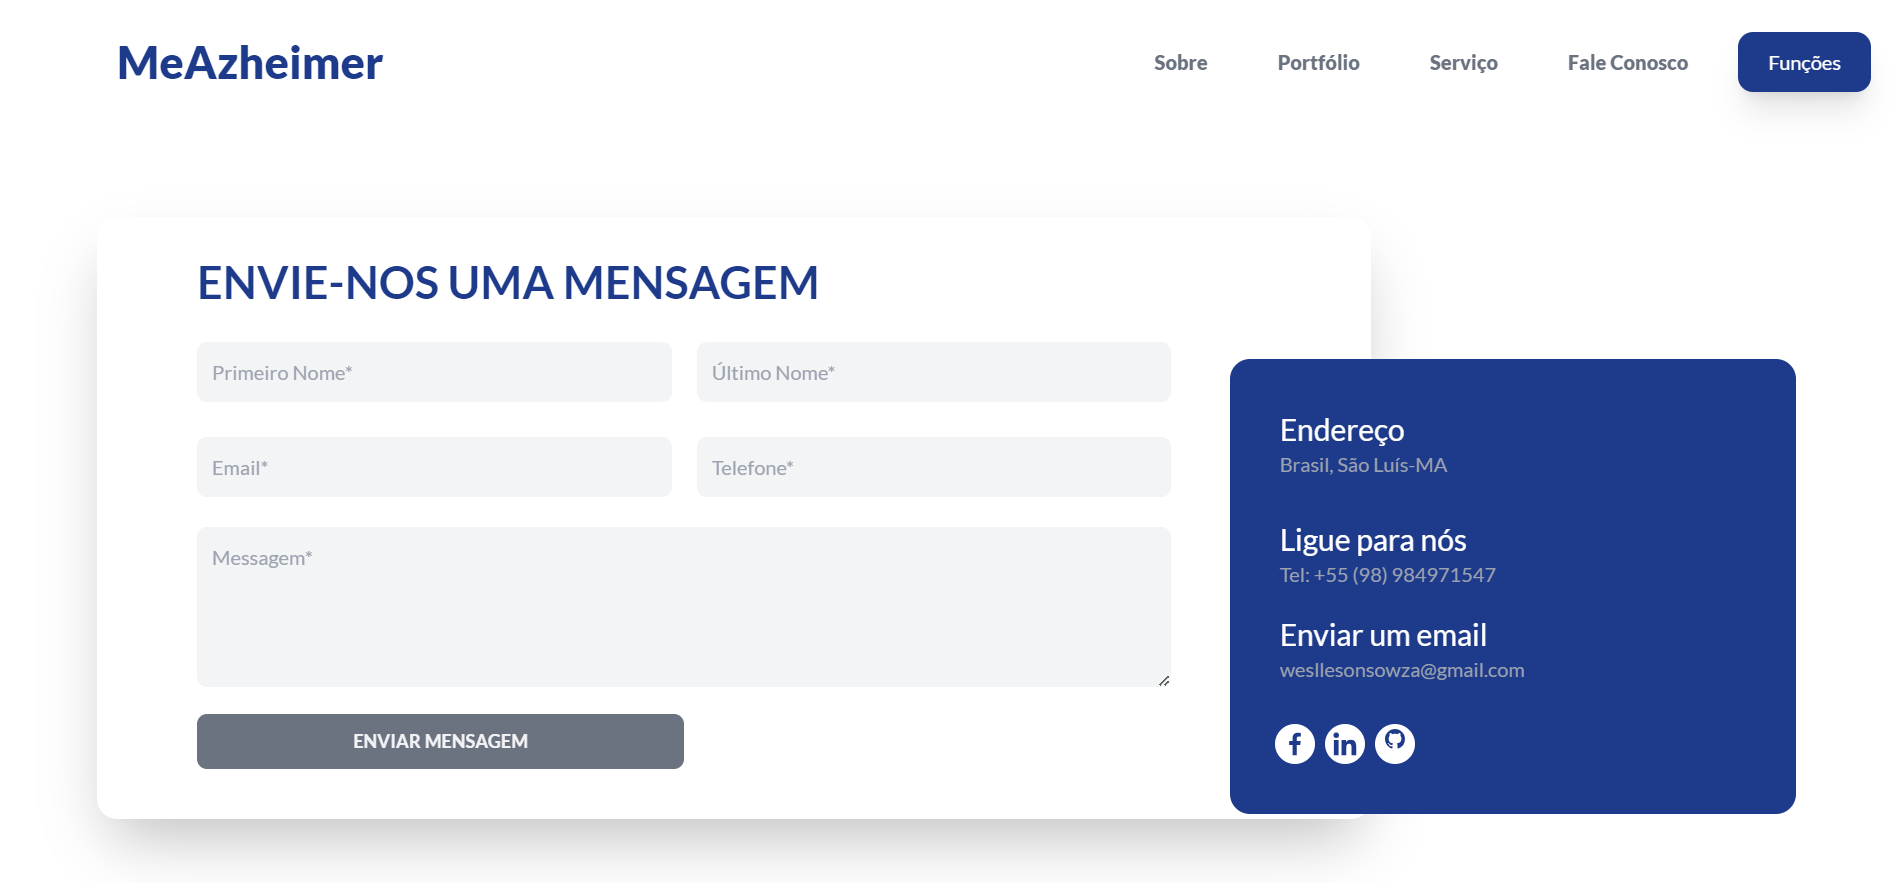 MeAzheimer
Sobre
Portfólio
Serviço
Fale Conosco
Funções
ENVIE-NOS UMA MENSAGEM
Primeiro Nome*
Último Nome*
Email*
Telefone*
Messagem*
ENVIAR MENSAGEM
Endereço
Brasil, São Luís-MA
Ligue para nós
Tel: +55 (98) 984971547
Enviar um email
wesllesonsowza@gmail.com